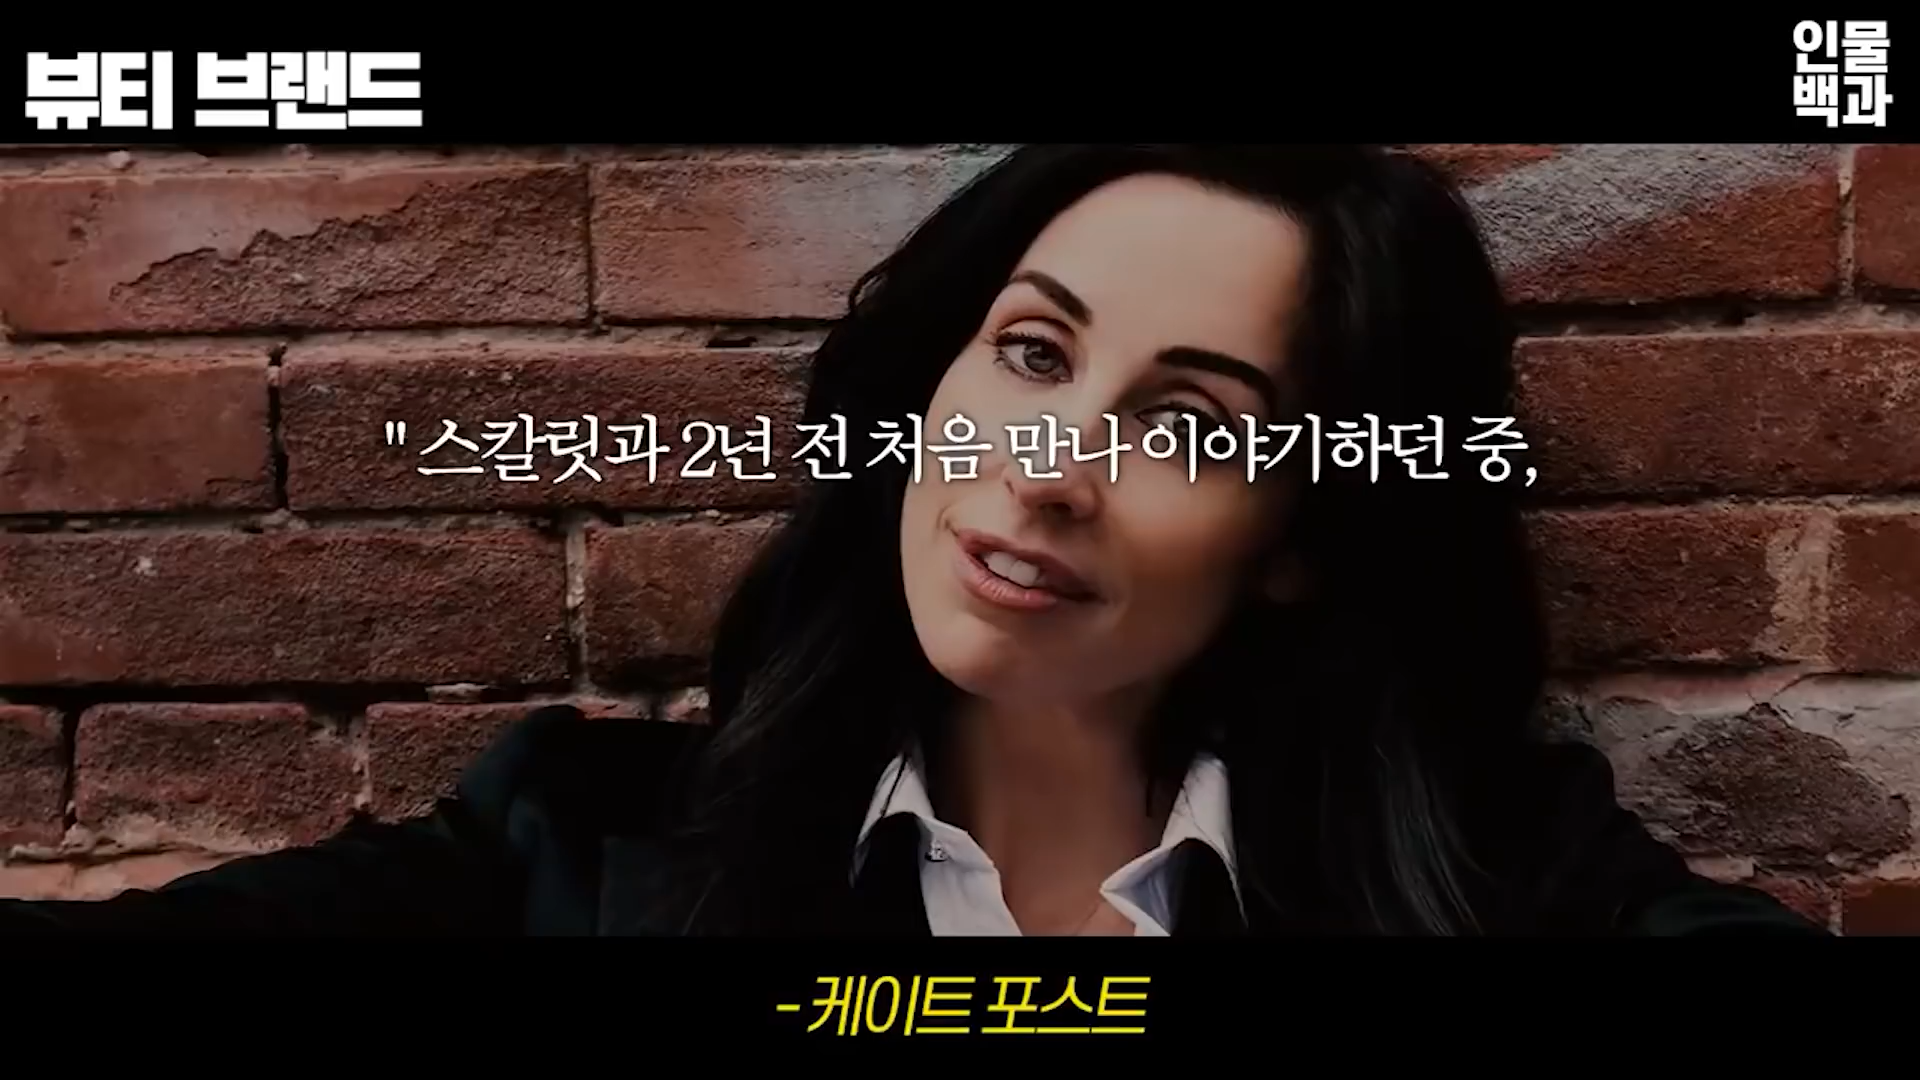 뷰티 브랜드
인물
백과
" 스칼릿과 2년 전 처음 만나 이야기하던 중,
- 케이트 포스트